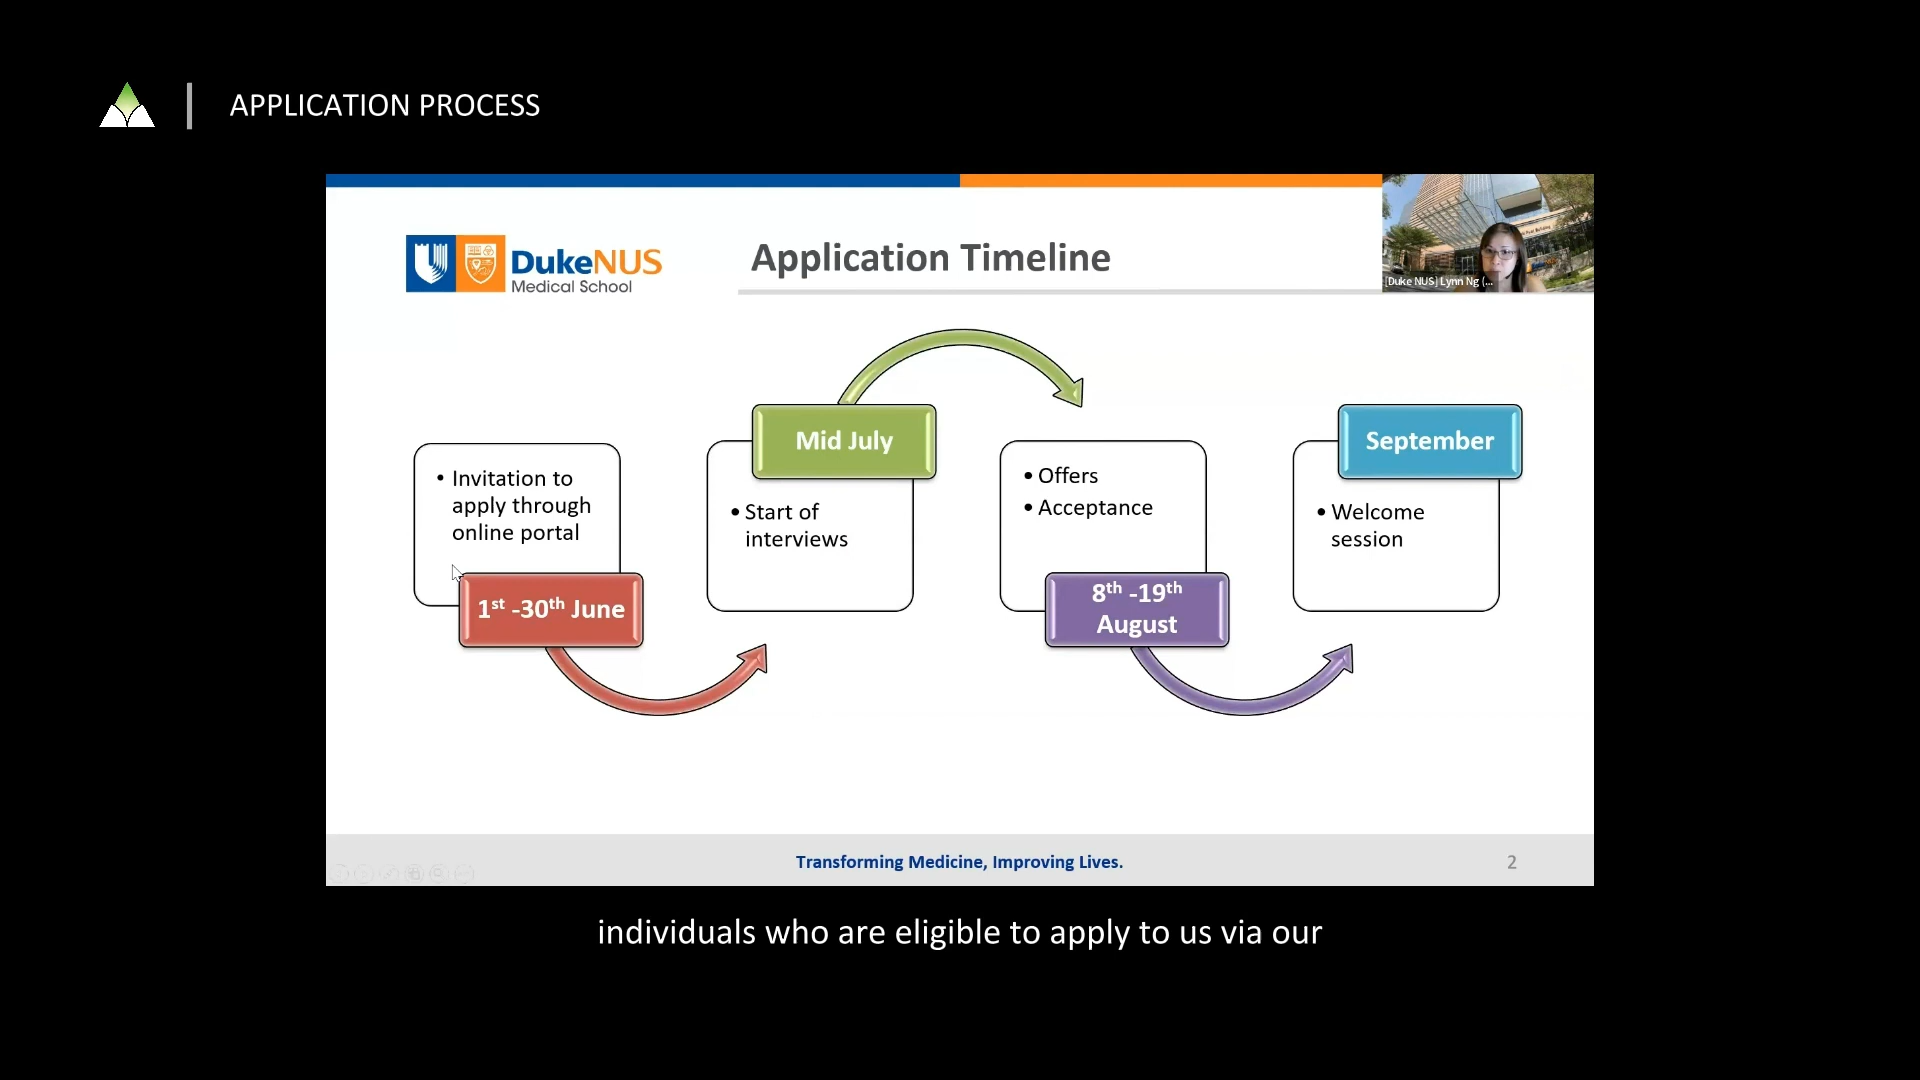 APPLICATION PROCESS
DukeNUS
Medical School
Application Timeline
[Duke NUS] Lynn Ng (...
• Invitation to
apply through
online portal
1st -30th June
Mid July
• Start of
interviews
• Offers
• Acceptance
8th -19th
August
September
• Welcome
session
Transforming Medicine, Improving Lives.
2
individuals who are eligible to apply to us via our